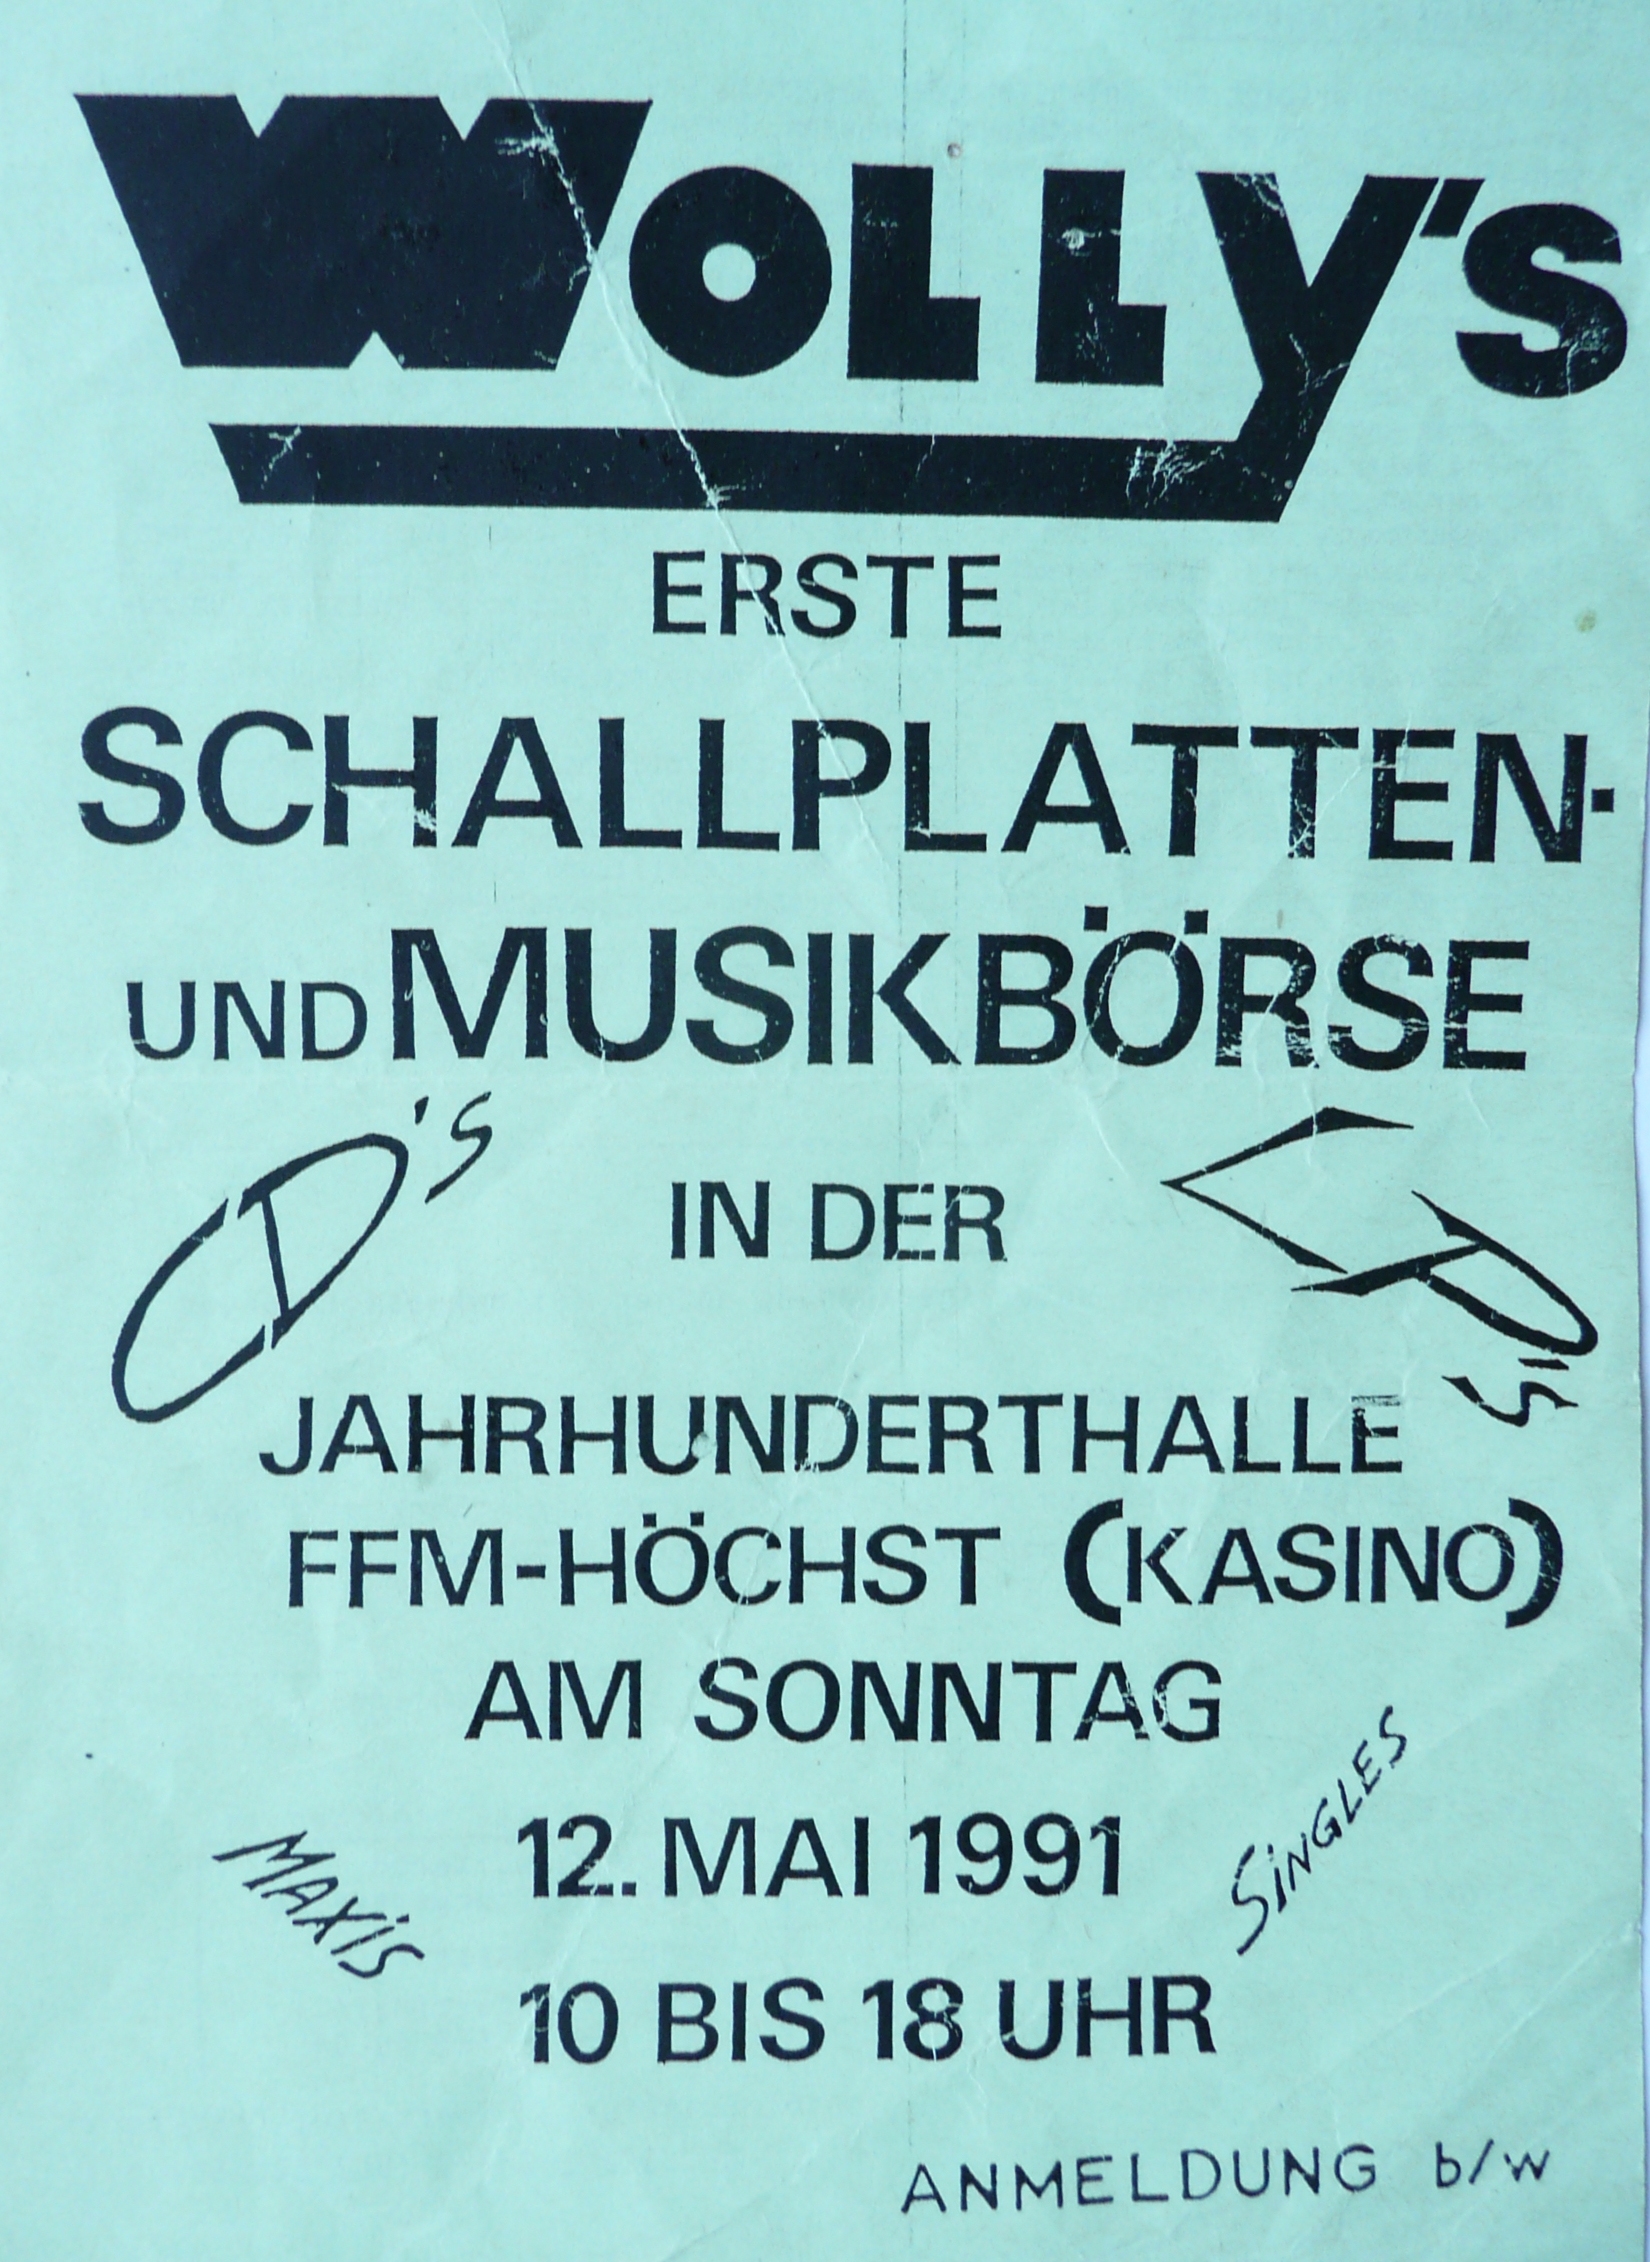 WOLLY'S
ERSTE
SCHALLPLATTEN-
UND MUSIKBÖRSE
CD's
IN DER
LP's
JAHRHUNDERTHALLE
FFM-HÖCHST (KASINO)
AM SONNTAG
MAXiS
12. MAI 1991
SiNGLES
10 BIS 18 UHR
ANMELDUNG b/w